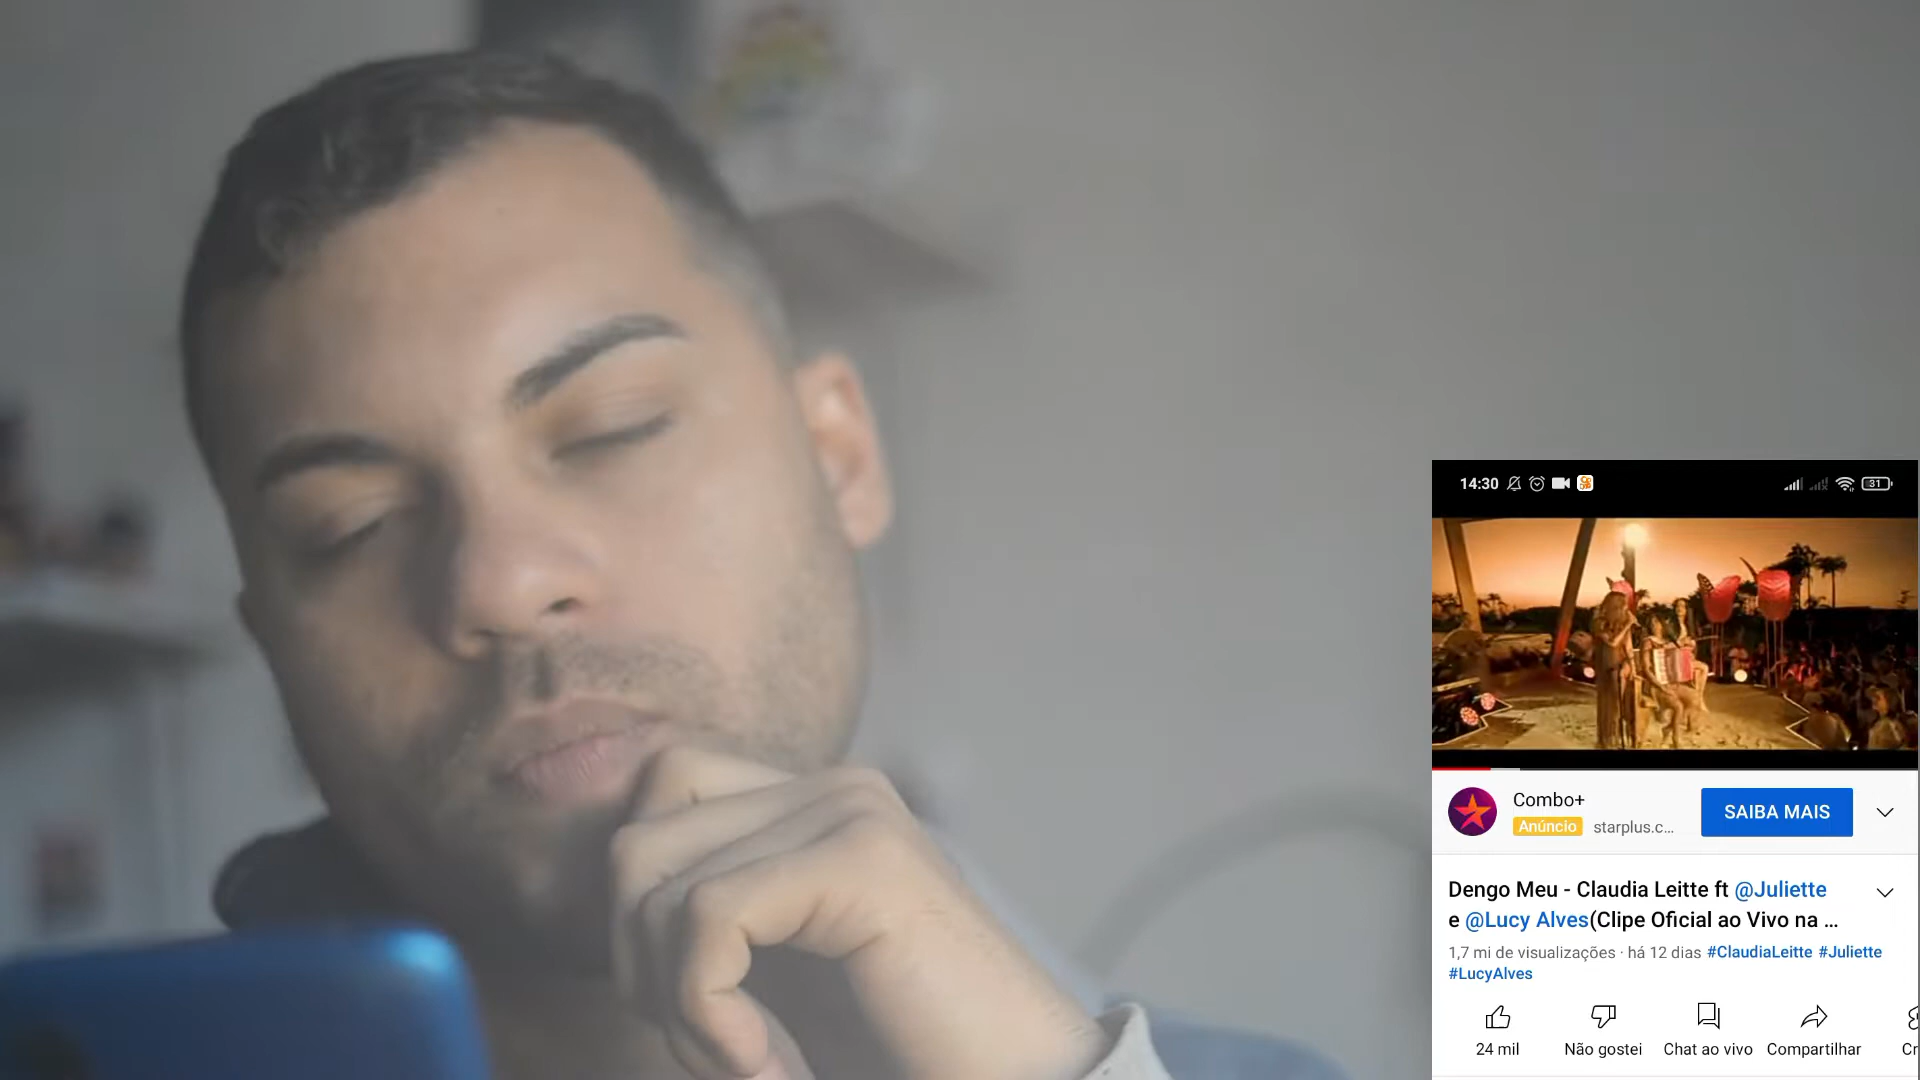 14:30
31
Combo+
Anúncio starplus.c...
SAIBA MAIS
Dengo Meu - Claudia Leitte ft @Juliette
e @Lucy Alves(Clipe Oficial ao Vivo na ...
1,7 mi de visualizações · há 12 dias #ClaudiaLeitte #Juliette
#LucyAlves
24 mil
Não gostei
Chat ao vivo
Compartilhar
Cr